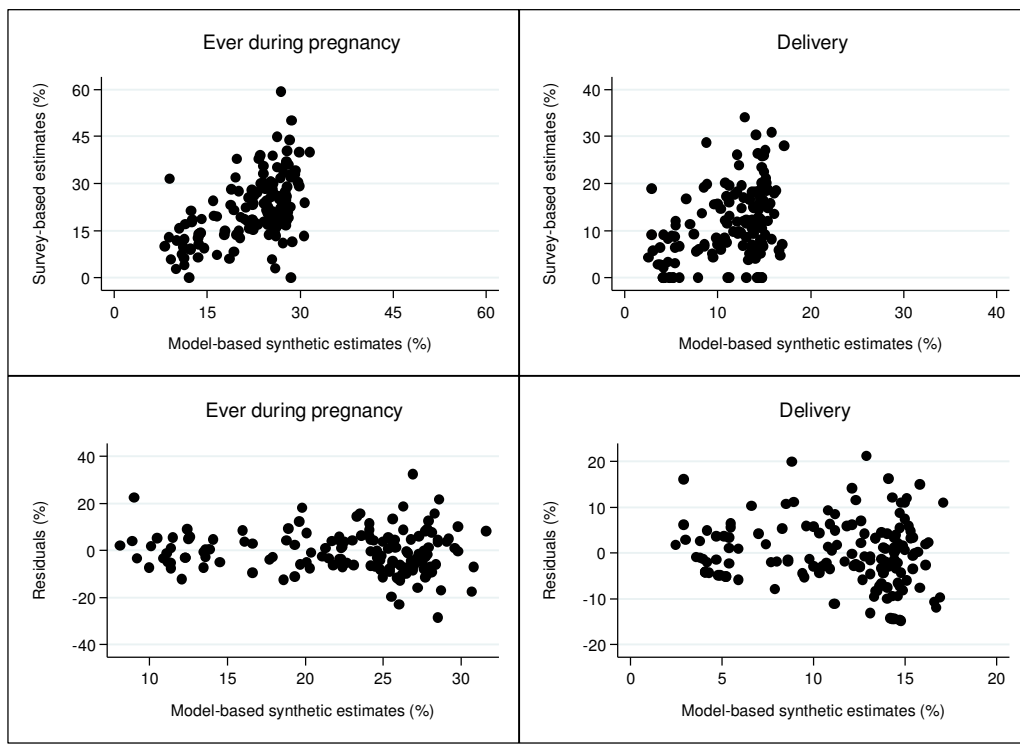 Ever during pregnancy
Survey-based estimates (%)
60
45
30
15
0
0 15 30 45 60
Model-based synthetic estimates (%)
Delivery
Survey-based estimates (%)
40
30
20
10
0
0 10 20 30 40
Model-based synthetic estimates (%)
Ever during pregnancy
Residuals (%)
40
20
0
-20
-40
10 15 20 25 30
Model-based synthetic estimates (%)
Delivery
Residuals (%)
20
10
0
-10
-20
0 5 10 15 20
Model-based synthetic estimates (%)